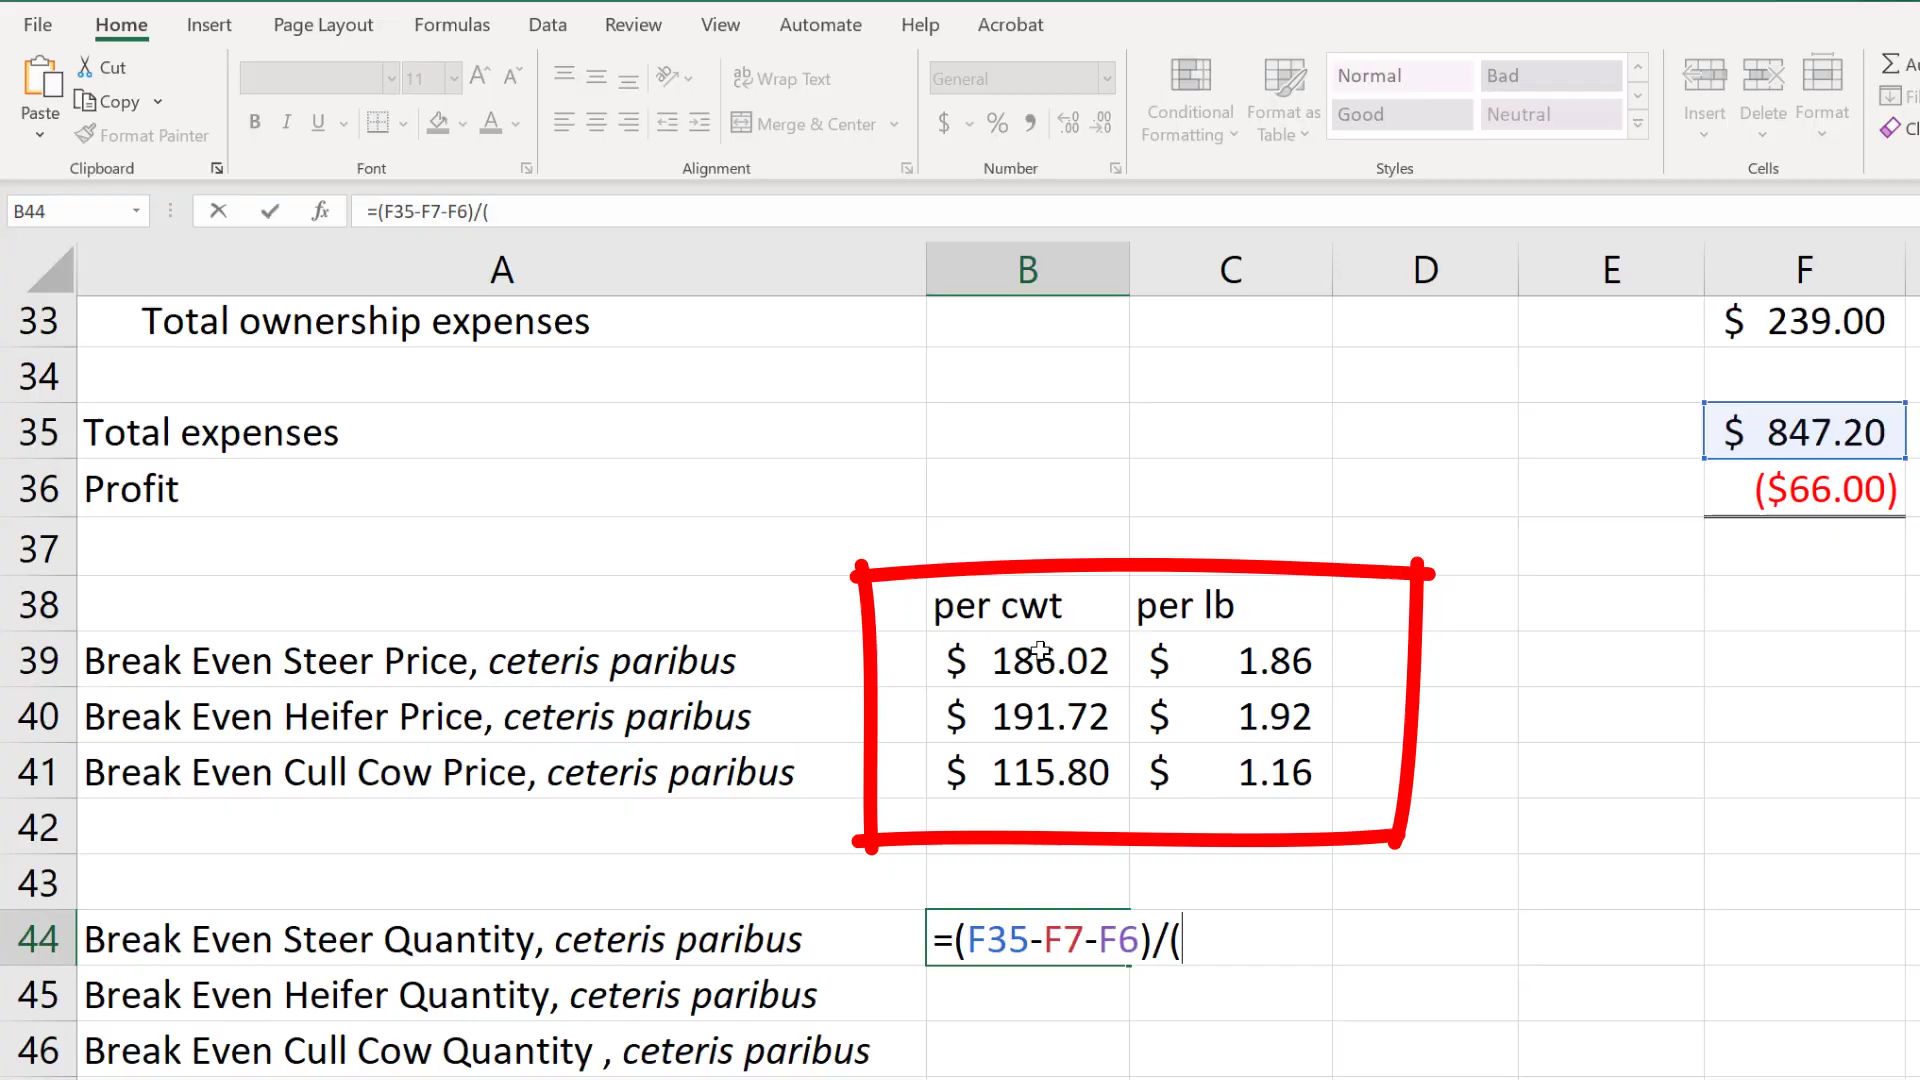 File Home Insert Page Layout Formulas Data Review View Automate Help Acrobat
Paste
Cut
Copy
Format Painter
Clipboard
11
B I U
Font
ab Wrap Text
Merge & Center
Alignment
General
$ % ,
Number
Conditional Formatting
Format as Table
Normal Bad
Good Neutral
Styles
Insert Delete Format
Cells
B44 fx =(F35-F7-F6)/(
A B C D E F
33 Total ownership expenses $ 239.00
34
35 Total expenses $ 847.20
36 Profit ($66.00)
37
38 per cwt per lb
39 Break Even Steer Price, ceteris paribus $ 186.02 $ 1.86
40 Break Even Heifer Price, ceteris paribus $ 191.72 $ 1.92
41 Break Even Cull Cow Price, ceteris paribus $ 115.80 $ 1.16
42
43
44 Break Even Steer Quantity, ceteris paribus =(F35-F7-F6)/(
45 Break Even Heifer Quantity, ceteris paribus
46 Break Even Cull Cow Quantity , ceteris paribus